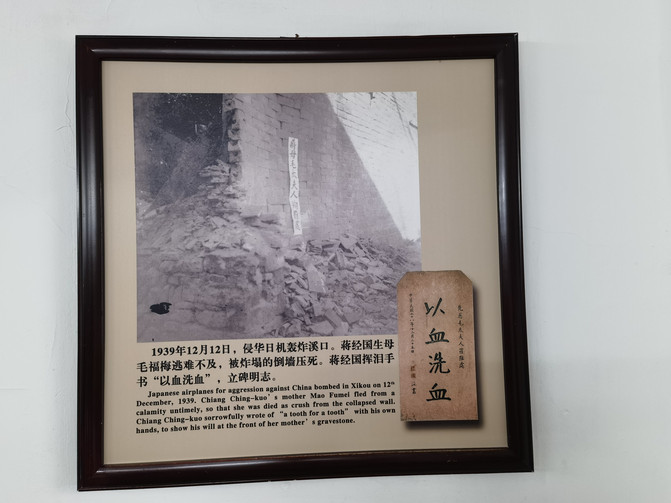 以血洗血
1939年12月12日，侵华日机轰炸溪口。蒋经国生母
毛福梅逃难不及，被炸塌的倒墙压死。蒋经国挥泪手
书“以血洗血”，立碑明志。
Japanese airplanes for aggression against China bombed in Xikou on 12th
December, 1939. Chiang Ching-kuo's mother Mao Fumei fled from a
calamity untimely, so that she was died as crush from the collapsed wall.
Chiang Ching-kuo sorrowfully wrote of “a tooth for a tooth” with his own
hands, to show his will at the front of her mother's gravestone.